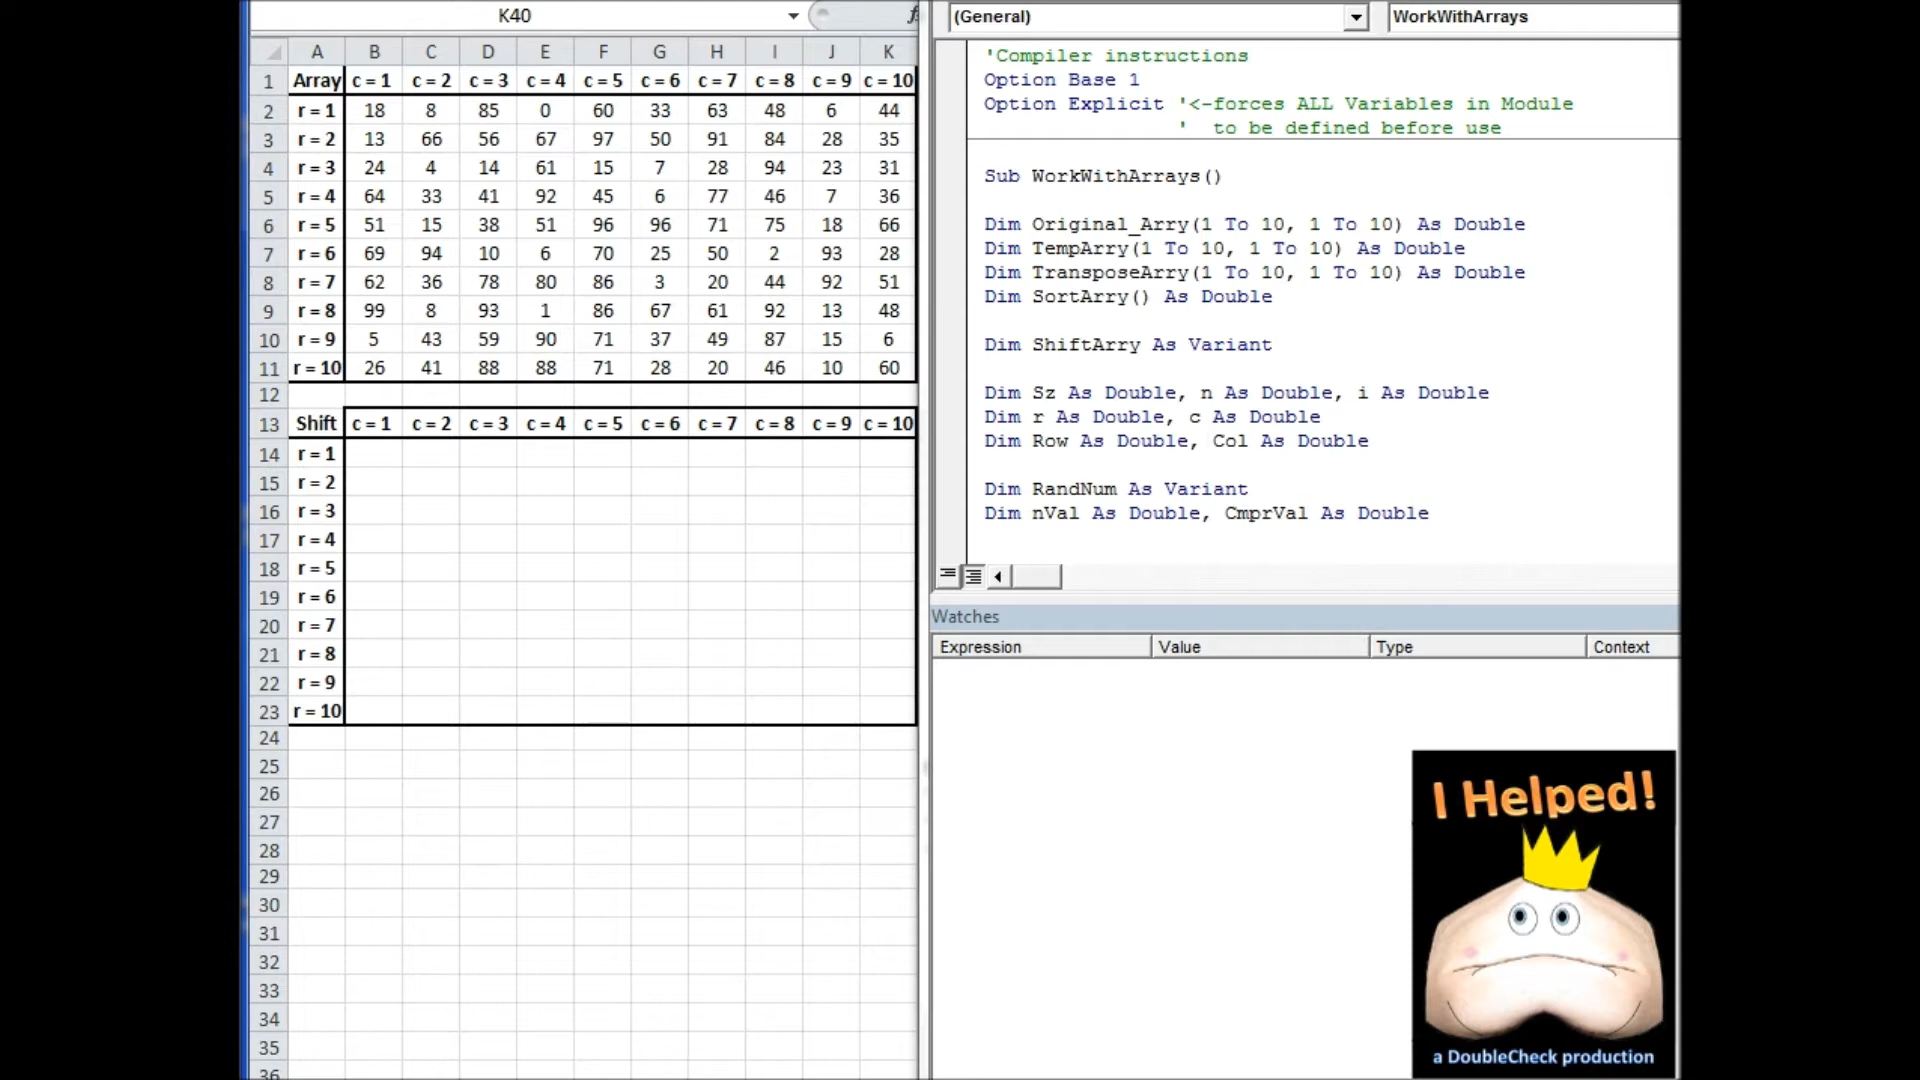 K40
A B C D E F G H I J K
1 Array c = 1 c = 2 c = 3 c = 4 c = 5 c = 6 c = 7 c = 8 c = 9 c = 10
2 r = 1 18 8 85 0 60 33 63 48 6 44
3 r = 2 13 66 56 67 97 50 91 84 28 35
4 r = 3 24 4 14 61 15 7 28 94 23 31
5 r = 4 64 33 41 92 45 6 77 46 7 36
6 r = 5 51 15 38 51 96 96 71 75 18 66
7 r = 6 69 94 10 6 70 25 50 2 93 28
8 r = 7 62 36 78 80 86 3 20 44 92 51
9 r = 8 99 8 93 1 86 67 61 92 13 48
10 r = 9 5 43 59 90 71 37 49 87 15 6
11 r = 10 26 41 88 88 71 28 20 46 10 60
12
13 Shift c = 1 c = 2 c = 3 c = 4 c = 5 c = 6 c = 7 c = 8 c = 9 c = 10
14 r = 1
15 r = 2
16 r = 3
17 r = 4
18 r = 5
19 r = 6
20 r = 7
21 r = 8
22 r = 9
23 r = 10
24
25
26
27
28
29
30
31
32
33
34
35
36
(General) WorkWithArrays
'Compiler instructions
Option Base 1
Option Explicit '<-forces ALL Variables in Module
' to be defined before use
Sub WorkWithArrays()
Dim Original_Arry(1 To 10, 1 To 10) As Double
Dim TempArry(1 To 10, 1 To 10) As Double
Dim TransposeArry(1 To 10, 1 To 10) As Double
Dim SortArry() As Double
Dim ShiftArry As Variant
Dim Sz As Double, n As Double, i As Double
Dim r As Double, c As Double
Dim Row As Double, Col As Double
Dim RandNum As Variant
Dim nVal As Double, CmprVal As Double
Watches
Expression Value Type Context
I Helped!
a DoubleCheck production